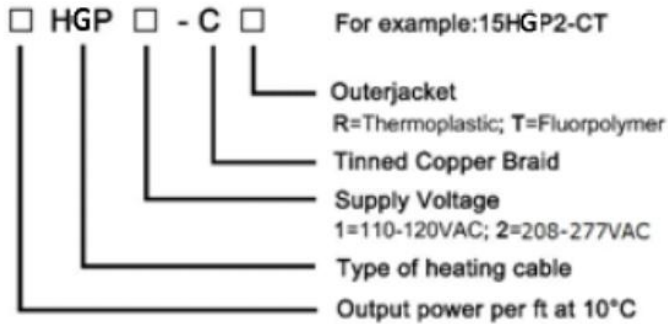 □ HGP □ - C □ For example:15HGP2-CT
Outerjacket
R=Thermoplastic; T=Fluorpolymer
Tinned Copper Braid
Supply Voltage
1=110-120VAC; 2=208-277VAC
Type of heating cable
Output power per ft at 10°C